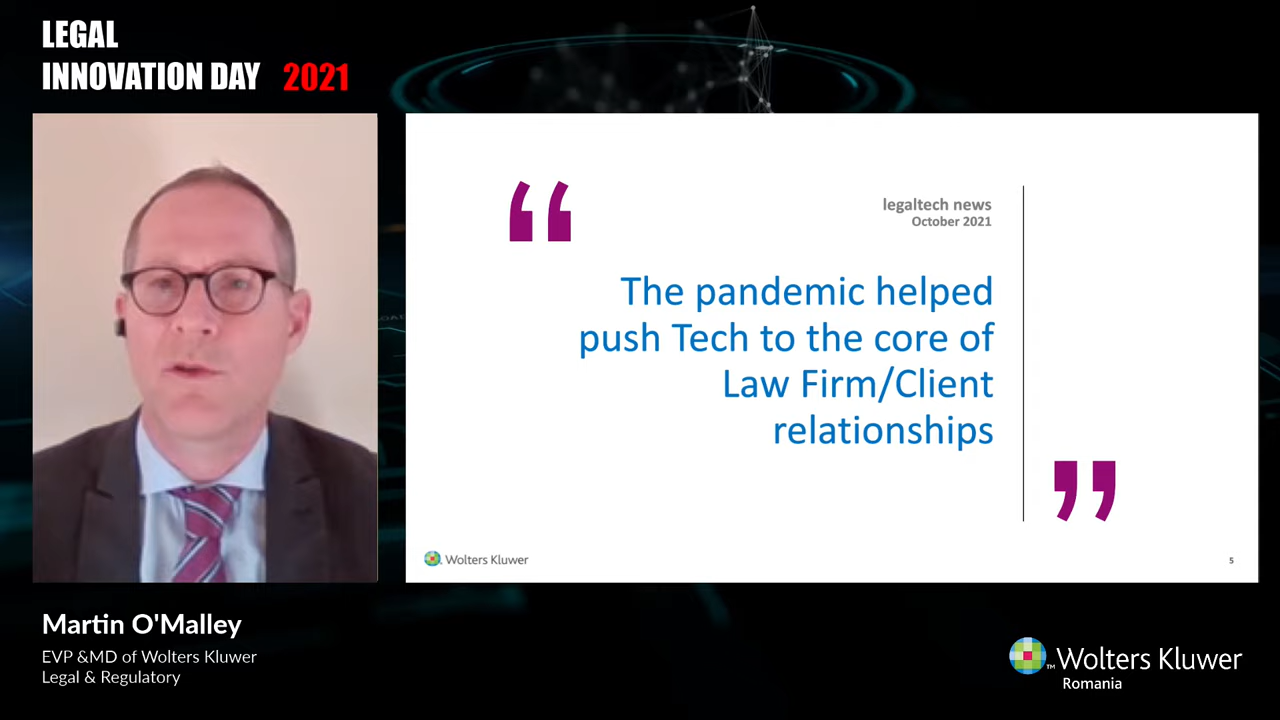 LEGAL
INNOVATION DAY 2021
“
legaltech news
October 2021
The pandemic helped
push Tech to the core of
Law Firm/Client
relationships
”
Wolters Kluwer
5
Martin O'Malley
EVP &MD of Wolters Kluwer
Legal & Regulatory
™ Wolters Kluwer
Romania